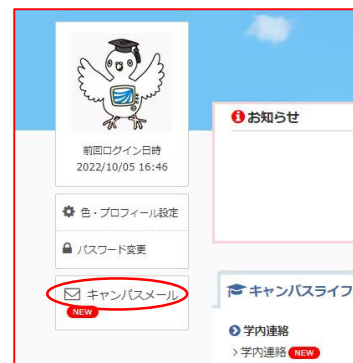 前回ログイン日時
2022/10/05 16:46
色・プロフィール設定
パスワード変更
キャンパスメール
NEW
お知らせ
キャンパスライフ
学内連絡
学内連絡 NEW